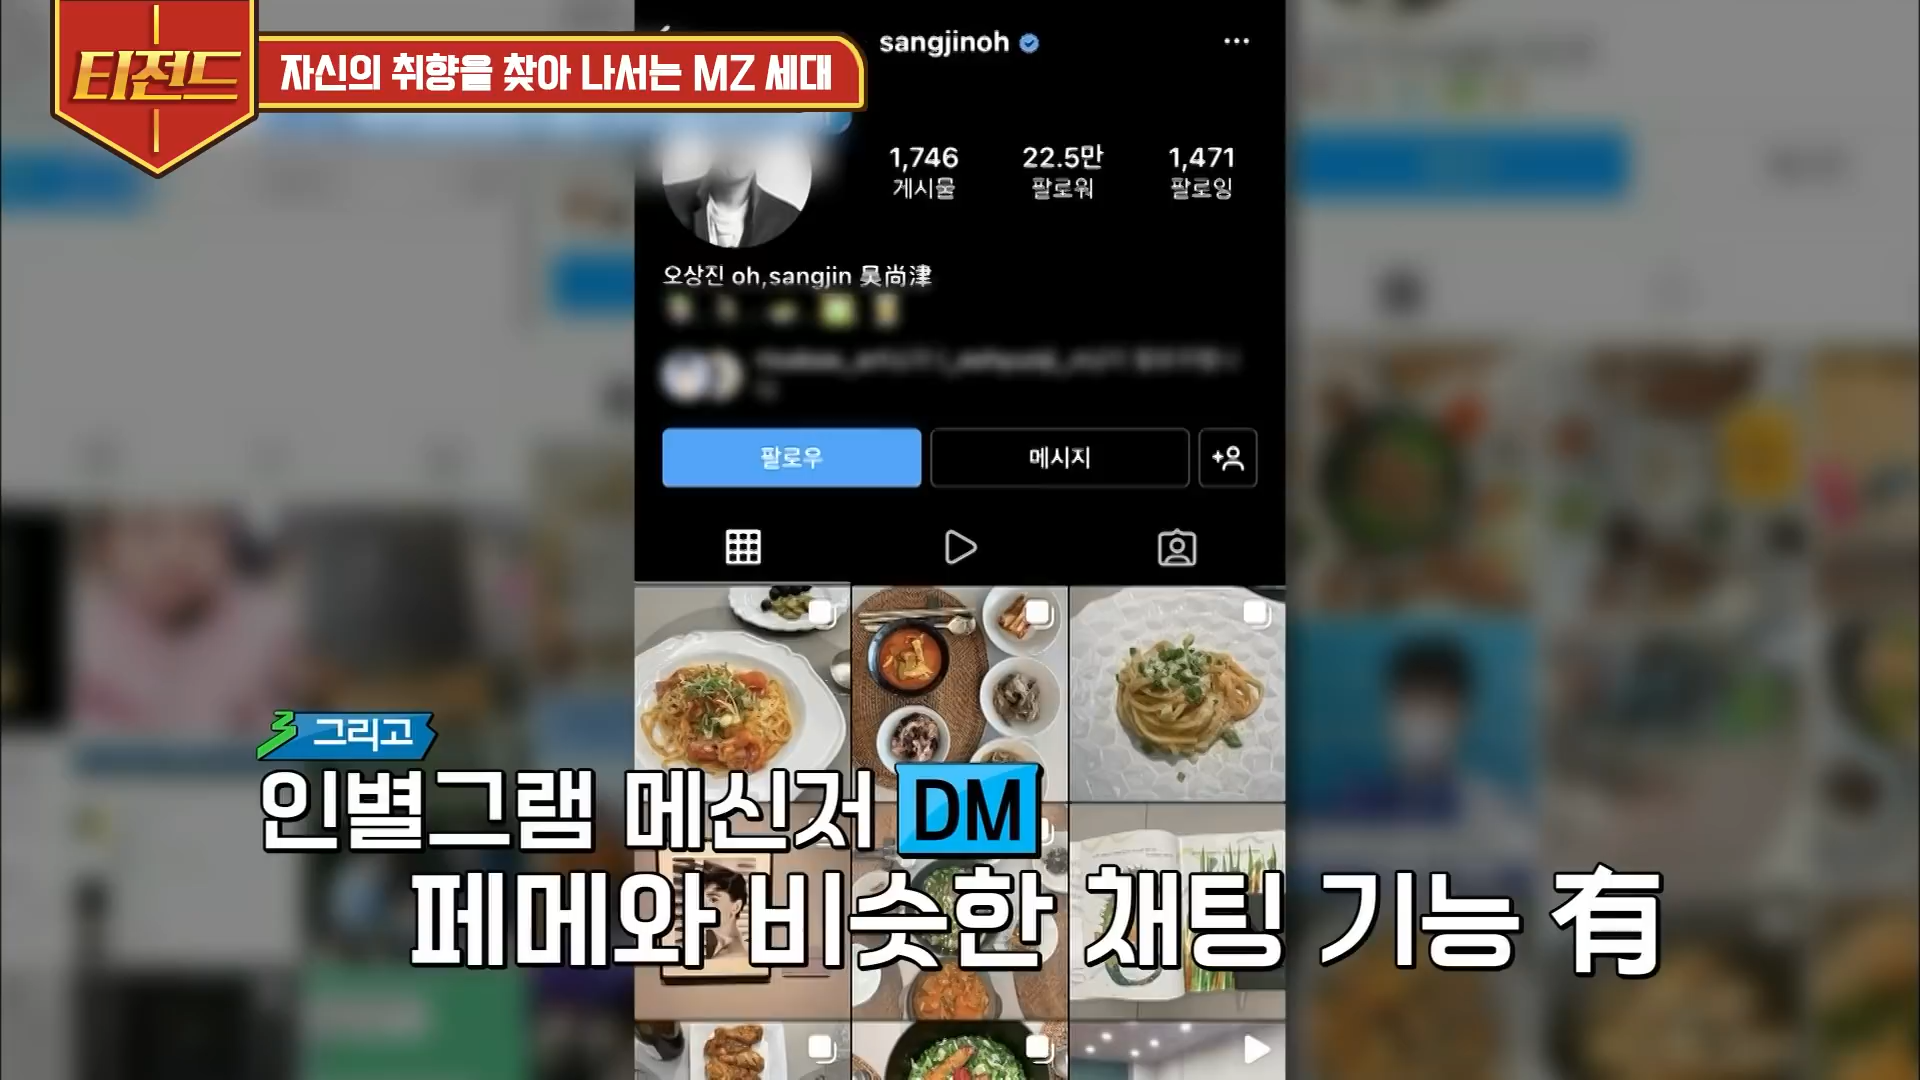 티전드
자신의 취향을 찾아 나서는 MZ 세대
sangjinoh
1,746 22.5만 1,471
게시물 팔로워 팔로잉
오상진 oh,sangjin 吴尚津
팔로우 메시지
그리고
인별그램 메신저 DM
페메와 비슷한 채팅 기능 有